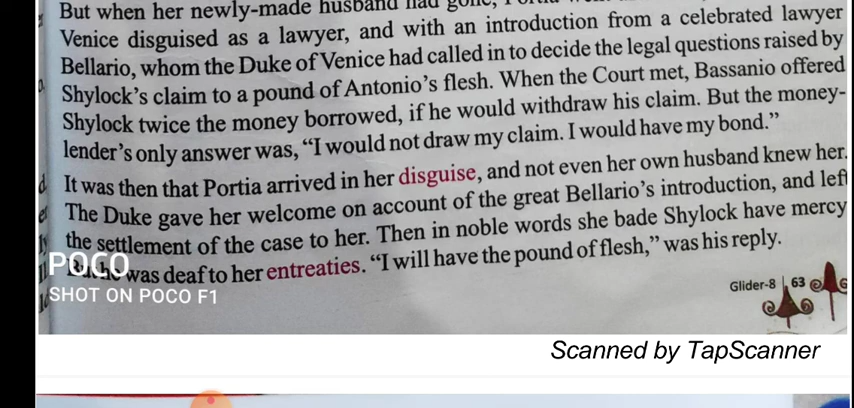 But when her newly-made husband had gone,
Venice disguised as a lawyer, and with an introduction from a celebrated lawyer
Bellario, whom the Duke of Venice had called in to decide the legal questions raised by
Shylock's claim to a pound of Antonio's flesh. When the Court met, Bassanio offered
Shylock twice the money borrowed, if he would withdraw his claim. But the money-
lender's only answer was, "I would not draw my claim. I would have my bond."
It was then that Portia arrived in her disguise, and not even her own husband knew her.
The Duke gave her welcome on account of the great Bellario's introduction, and left
the settlement of the case to her. Then in noble words she bade Shylock have mercy
was deaf to her entreaties. "I will have the pound of flesh," was his reply.
POCO
SHOT ON POCO F1
Glider-8 | 63
Scanned by TapScanner